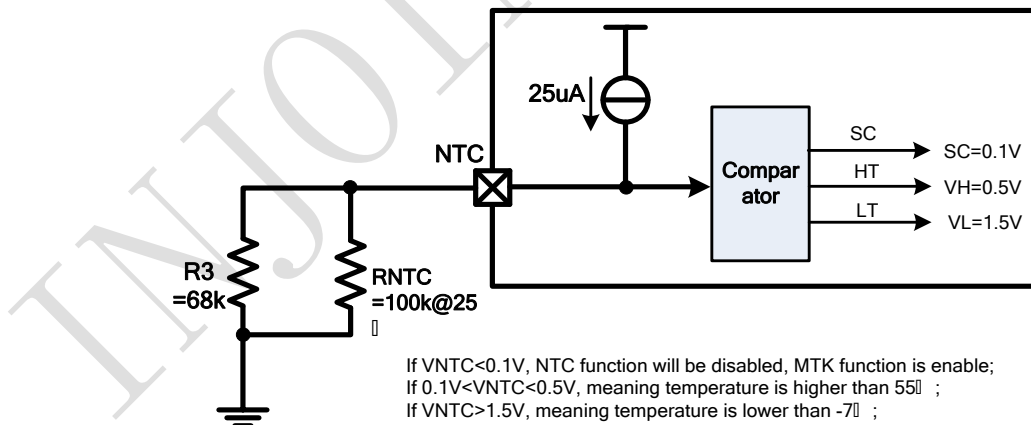 INJOI
25uA
NTC
Compar
ator
SC
HT
LT
SC=0.1V
VH=0.5V
VL=1.5V
R3
=68k
RNTC
=100k@25
▯
If VNTC<0.1V, NTC function will be disabled, MTK function is enable;
If 0.1V<VNTC<0.5V, meaning temperature is higher than 55▯ ;
If VNTC>1.5V, meaning temperature is lower than -7▯ ;